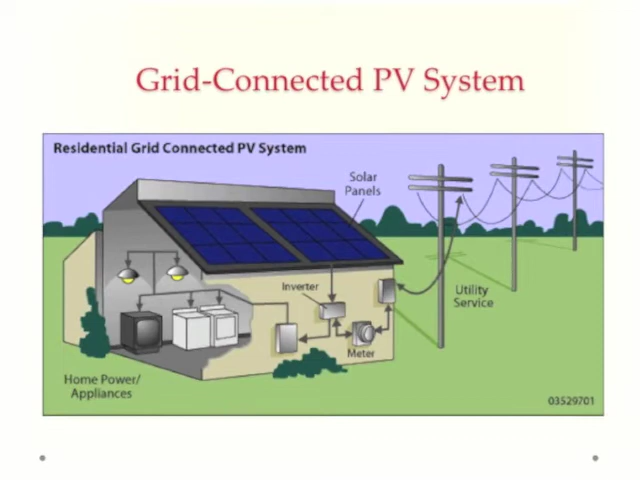 Grid-Connected PV System
Residential Grid Connected PV System
Solar
Panels
Inverter
Utility
Service
Meter
Home Power/
Appliances
03529701